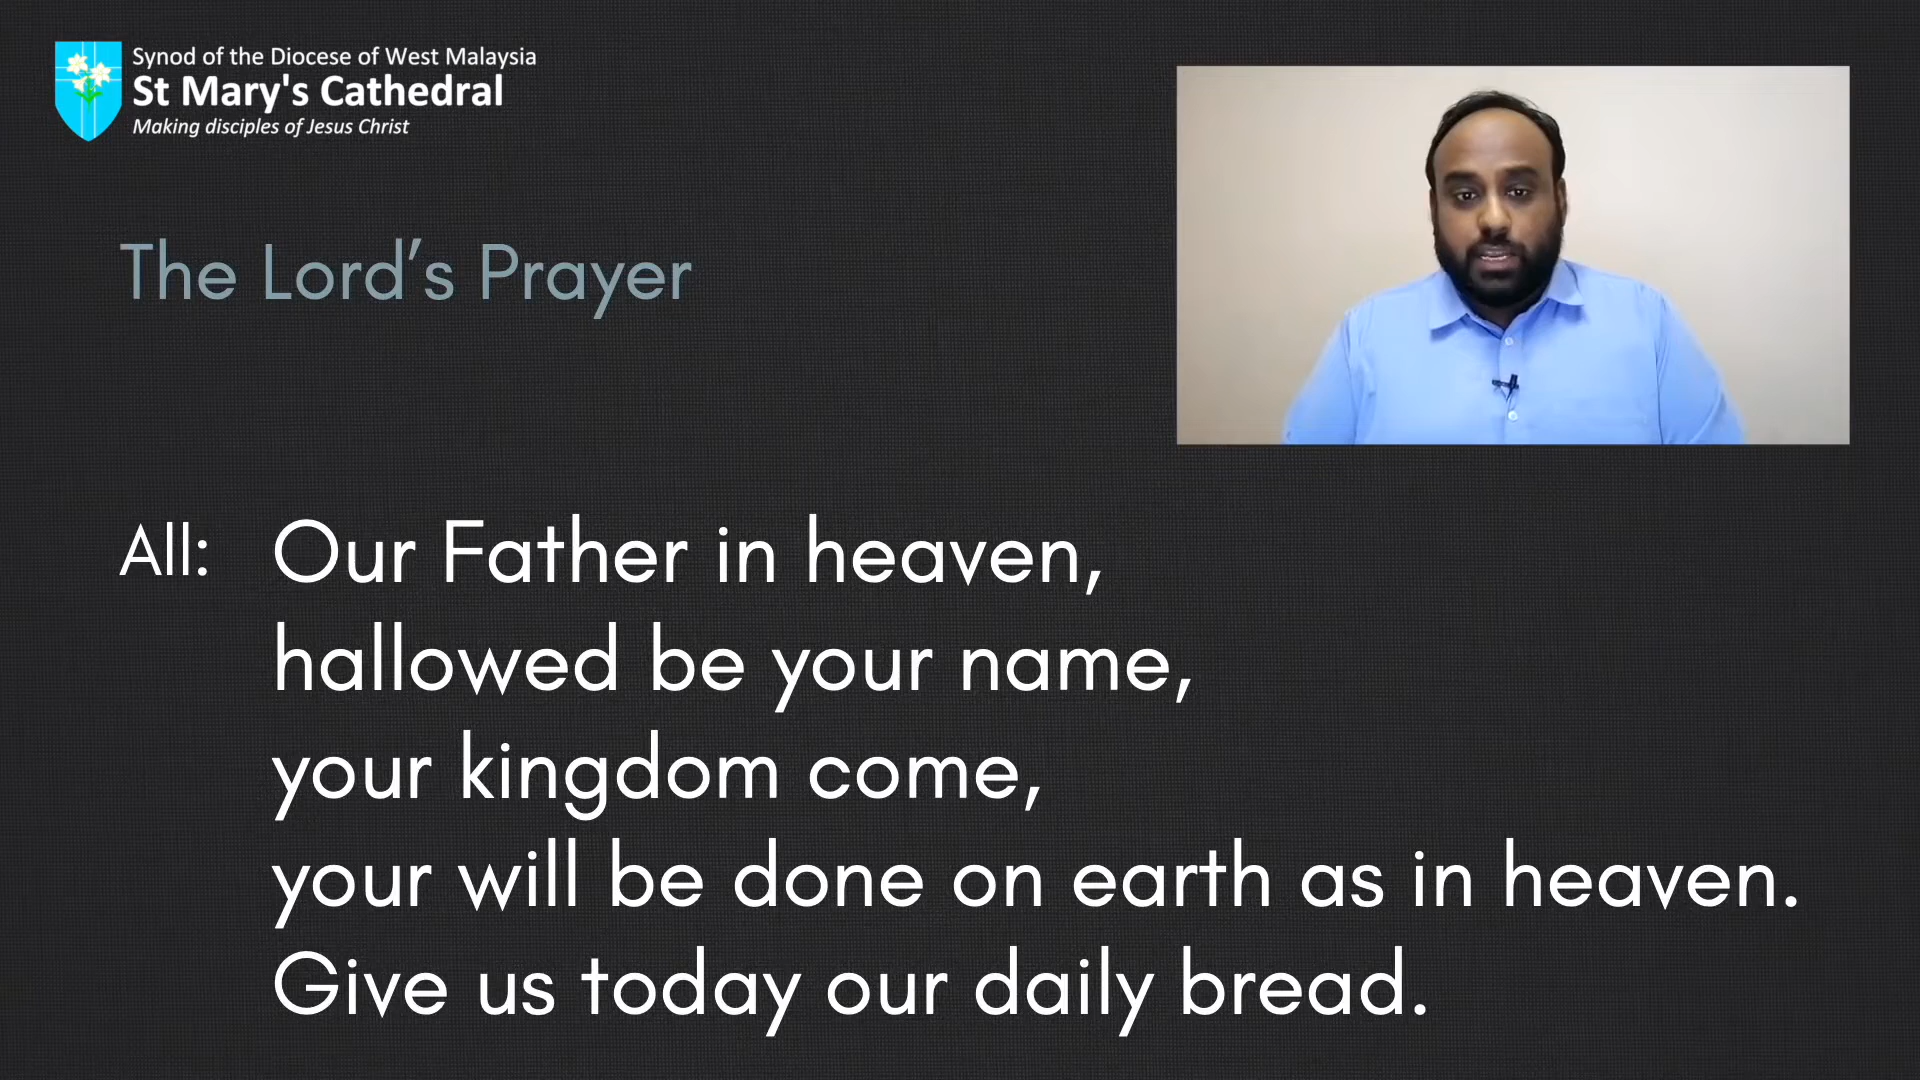 Synod of the Diocese of West Malaysia
St Mary's Cathedral
Making disciples of Jesus Christ
The Lord’s Prayer
All: Our Father in heaven,
hallowed be your name,
your kingdom come,
your will be done on earth as in heaven.
Give us today our daily bread.